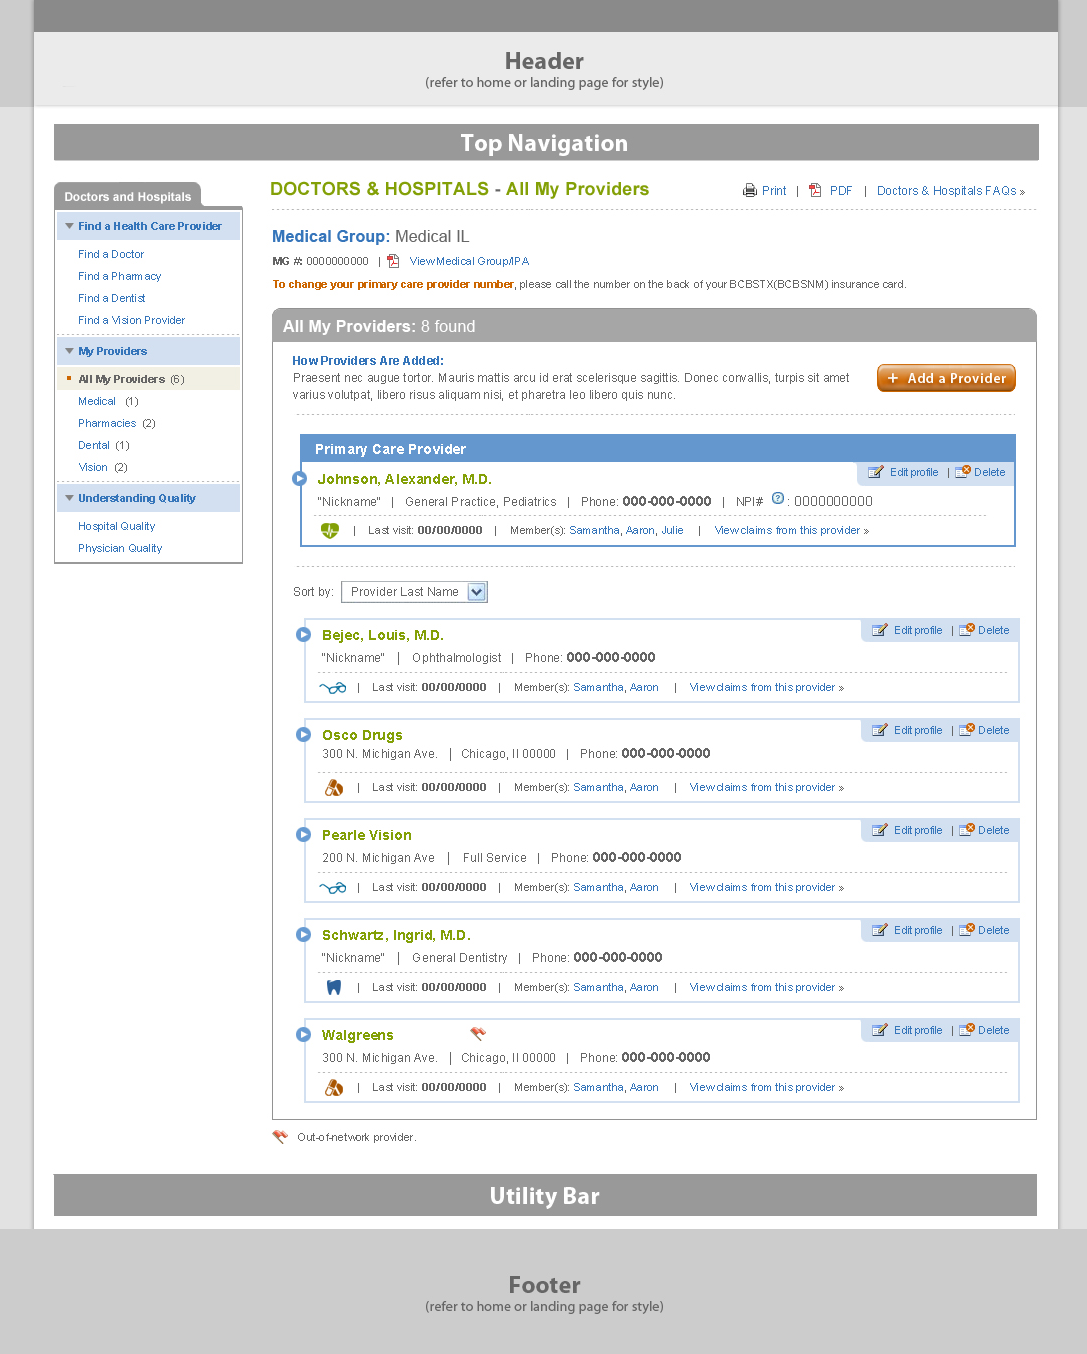 Header
(refer to home or landing page for style)
Top Navigation
Doctors and Hospitals
Find a Health Care Provider
Find a Doctor
Find a Pharmacy
Find a Dentist
Find a Vision Provider
My Providers
All My Providers (6)
Medical (1)
Pharmacies (2)
Dental (1)
Vision (2)
Understanding Quality
Hospital Quality
Physician Quality
DOCTORS & HOSPITALS - All My Providers
Print | PDF | Doctors & Hospitals FAQs »
Medical Group: Medical IL
MG #: 0000000000 | View Medical Group/IPA
To change your primary care provider number, please call the number on the back of your BCBSTX(BCBSNM) insurance card.
All My Providers: 8 found
How Providers Are Added:
Praesent nec augue tortor. Mauris mattis arcu id erat scelerisque sagittis. Donec convallis, turpis sit amet
varius volutpat, libero risus aliquam nisi, et pharetra leo libero quis nunc.
+ Add a Provider
Primary Care Provider
Johnson, Alexander, M.D.
Edit profile | Delete
"Nickname" | General Practice, Pediatrics | Phone: 000-000-0000 | NPI# ? : 0000000000
| Last visit: 00/00/0000 | Member(s): Samantha, Aaron, Julie | View claims from this provider »
Sort by: Provider Last Name
Bejec, Louis, M.D.
Edit profile | Delete
"Nickname" | Ophthalmologist | Phone: 000-000-0000
| Last visit: 00/00/0000 | Member(s): Samantha, Aaron | View claims from this provider »
Osco Drugs
Edit profile | Delete
300 N. Michigan Ave. | Chicago, Il 00000 | Phone: 000-000-0000
| Last visit: 00/00/0000 | Member(s): Samantha, Aaron | View claims from this provider »
Pearle Vision
Edit profile | Delete
200 N. Michigan Ave | Full Service | Phone: 000-000-0000
| Last visit: 00/00/0000 | Member(s): Samantha, Aaron | View claims from this provider »
Schwartz, Ingrid, M.D.
Edit profile | Delete
"Nickname" | General Dentistry | Phone: 000-000-0000
| Last visit: 00/00/0000 | Member(s): Samantha, Aaron | View claims from this provider »
Walgreens
Edit profile | Delete
300 N. Michigan Ave. | Chicago, Il 00000 | Phone: 000-000-0000
| Last visit: 00/00/0000 | Member(s): Samantha, Aaron | View claims from this provider »
Out-of-network provider.
Utility Bar
Footer
(refer to home or landing page for style)